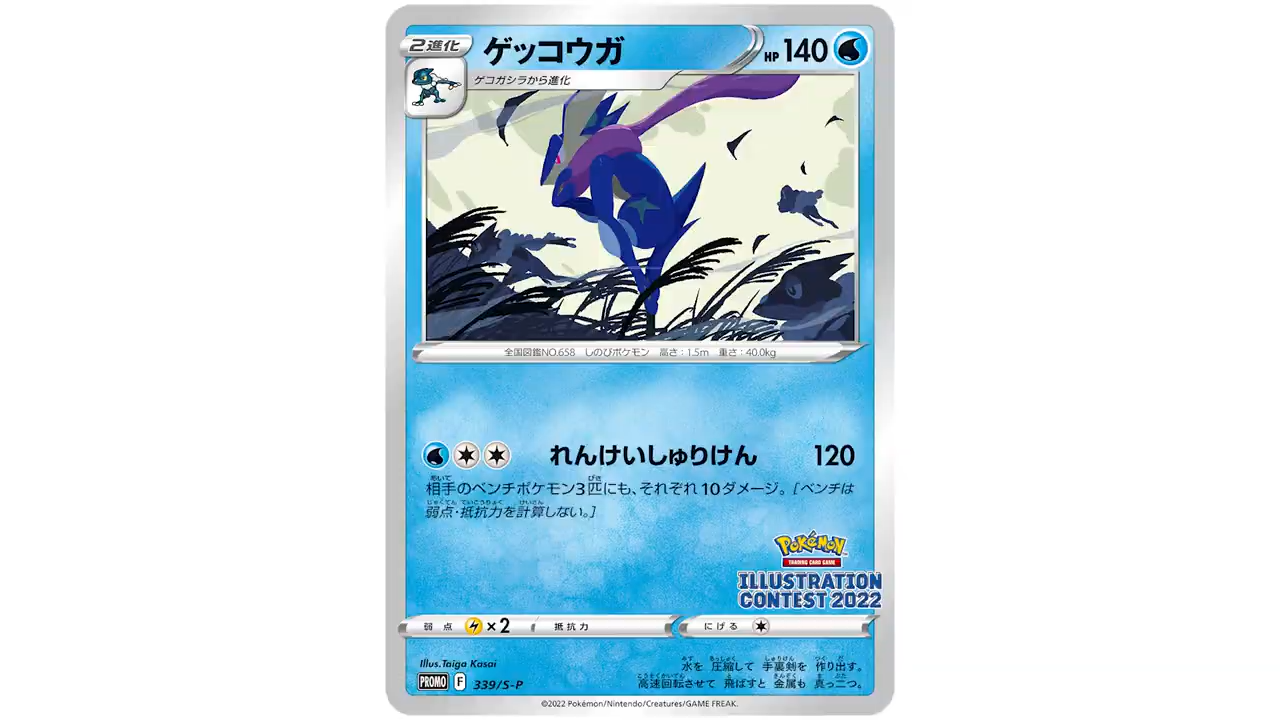 2進化 ゲッコウガ HP 140
ゲコガシラから進化
全国図鑑NO.658 しのびポケモン 高さ:1.5m 重さ:40.0kg
れんけいしゅりけん 120
相手のベンチポケモン3匹にも、それぞれ10ダメージ。[ベンチは
弱点・抵抗力を計算しない。]
Pokémon
TRADING CARD GAME
ILLUSTRATION
CONTEST 2022
弱点 ×2 抵抗力 にげる
Illus.Taiga Kasai
水を圧縮して 手裏剣を 作り出す。
高速回転させて 飛ばすと 金属も 真っ二つ。
PROMO F 339/S-P
©2022 Pokémon/Nintendo/Creatures/GAME FREAK.